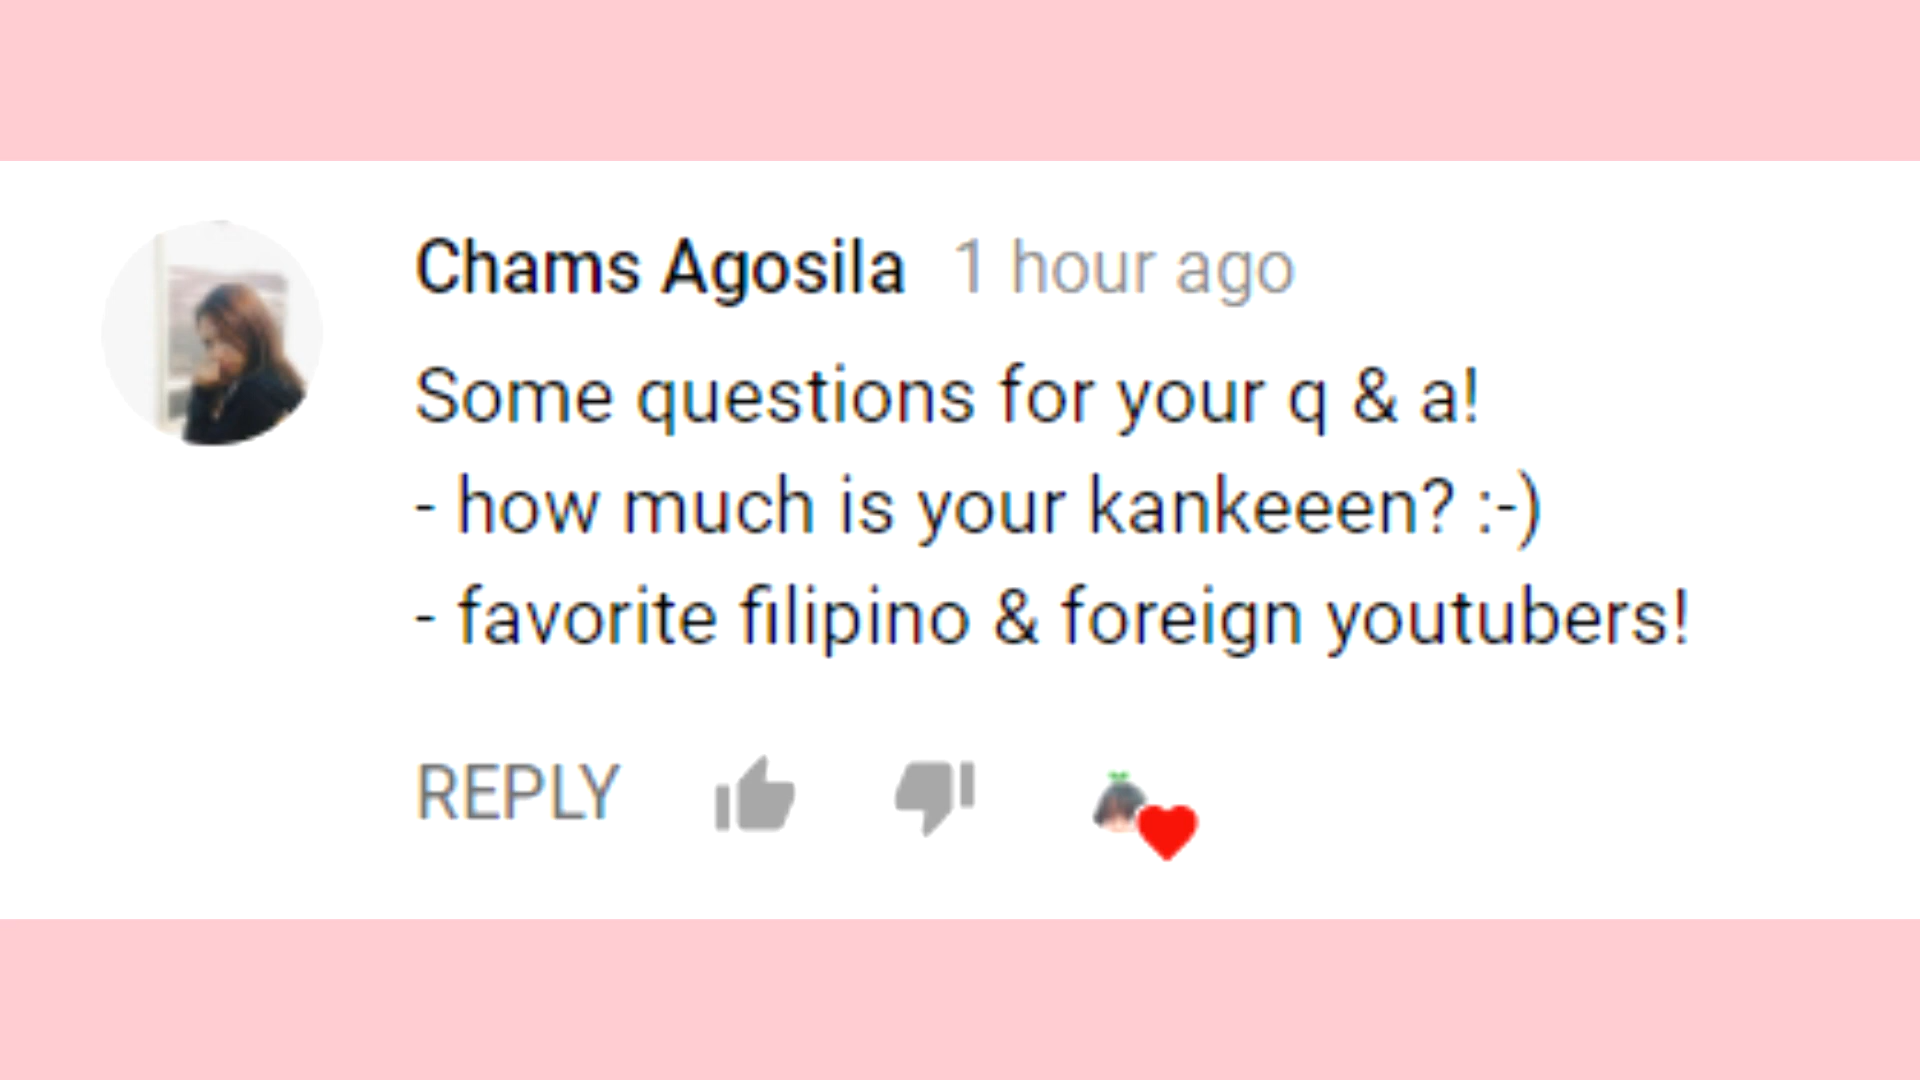 Chams Agosila 1 hour ago
Some questions for your q & a!
- how much is your kankeeen? :-)
- favorite filipino & foreign youtubers!
REPLY